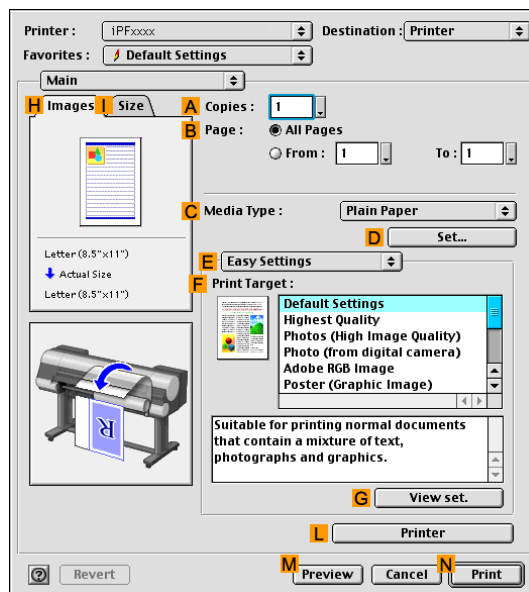 Printer : iPFxxxx Destination : Printer
Favorites : Default Settings
Main
H Images I Size
A Copies : 1
B Page : All Pages
From : 1 To : 1
C Media Type : Plain Paper
D Set...
E Easy Settings
F Print Target :
Default Settings
Highest Quality
Photos (High Image Quality)
Photo (from digital camera)
Adobe RGB Image
Poster (Graphic Image)
Letter (8.5"x11")
Actual Size
Letter (8.5"x11")
R
Suitable for printing normal documents
that contain a mixture of text,
photographs and graphics.
G View set.
L Printer
? Revert M Preview Cancel N Print